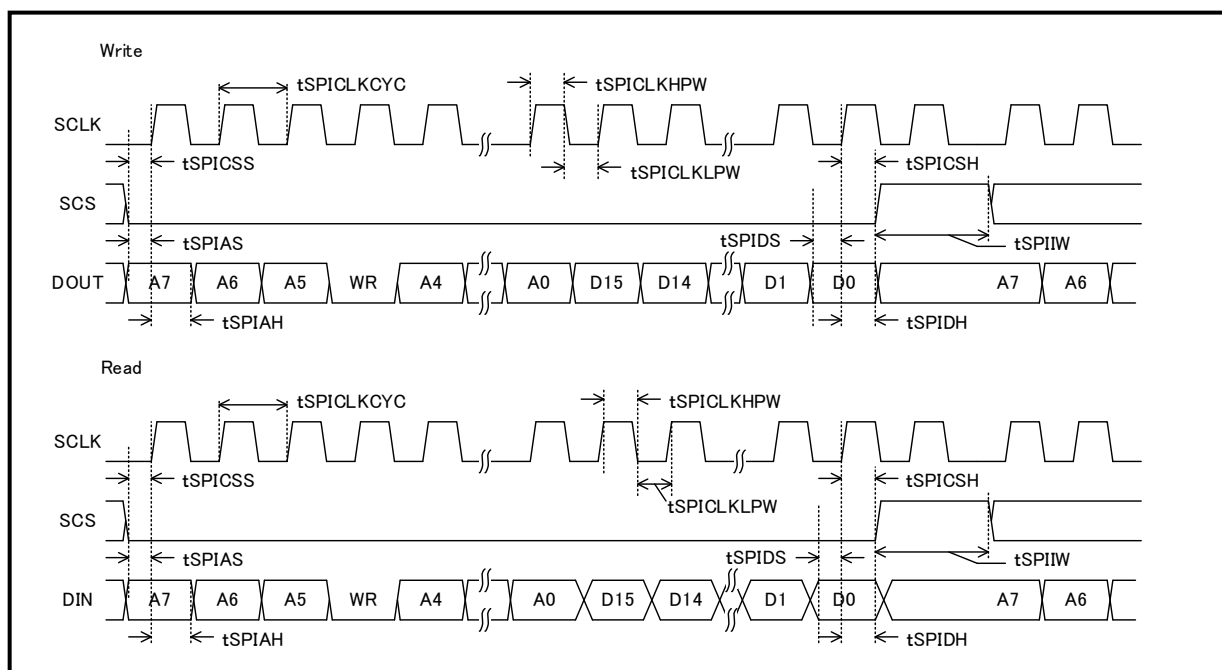 Write
tSPICLKCYC
tSPICLKHPW
SCLK
tSPICSS
tSPICLKLPW
tSPICSH
SCS
tSPIAS
tSPIDS
tSPIIW
DOUT A7 A6 A5 WR A4 A0 D15 D14 D1 D0 A7 A6
tSPIAH
tSPIDH
Read
tSPICLKCYC
tSPICLKHPW
SCLK
tSPICSS
tSPICSH
tSPICLKLPW
SCS
tSPIAS
tSPIDS
tSPIIW
DIN A7 A6 A5 WR A4 A0 D15 D14 D1 D0 A7 A6
tSPIAH
tSPIDH